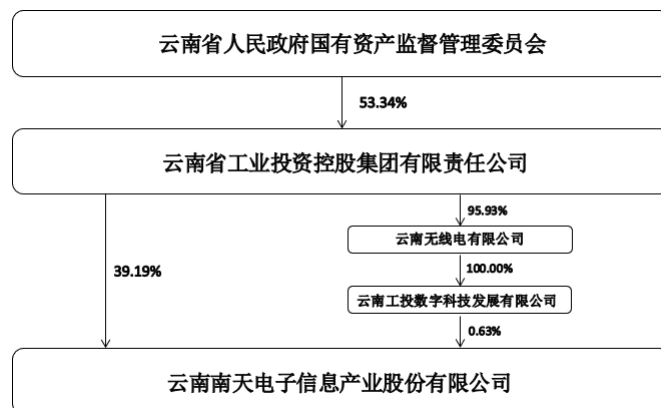 云南省人民政府国有资产监督管理委员会
53.34%
云南省工业投资控股集团有限责任公司
95.93%
云南无线电有限公司
39.19%
100.00%
云南工投数字科技发展有限公司
0.63%
云南南天电子信息产业股份有限公司